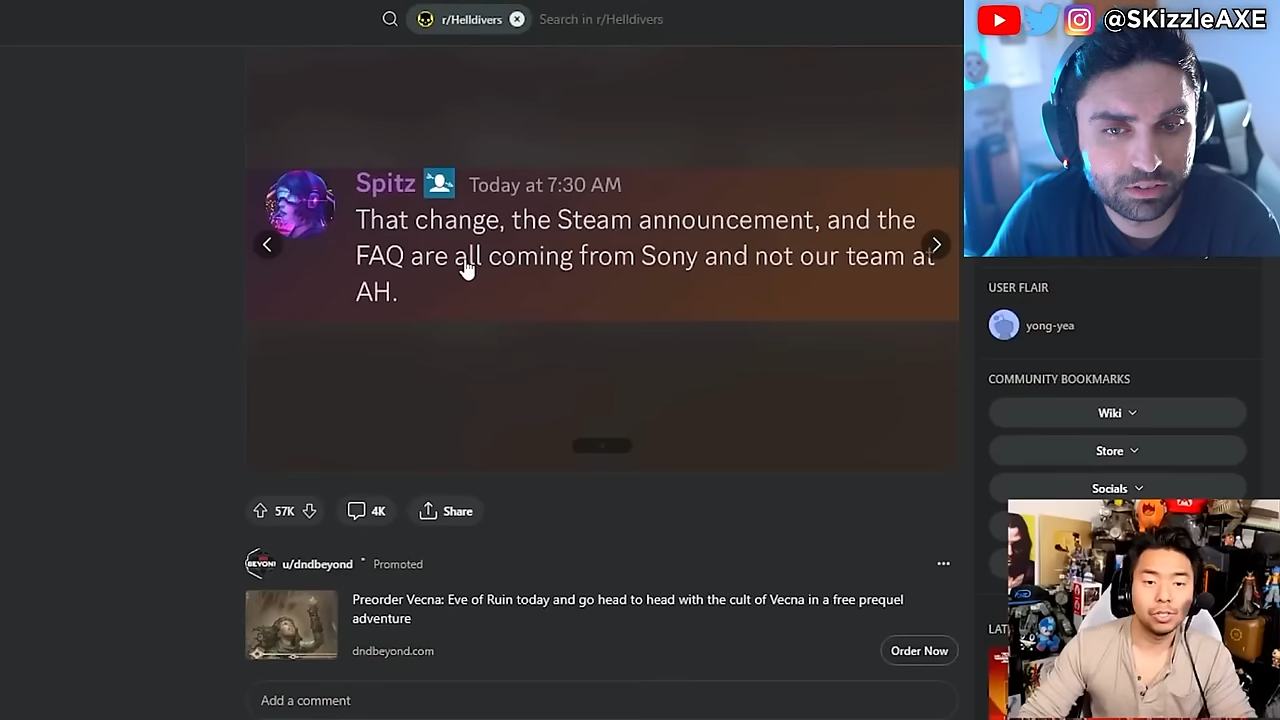 r/Helldivers
Search in r/Helldivers
@SKizzleAXE
Spitz Today at 7:30 AM
That change, the Steam announcement, and the
FAQ are all coming from Sony and not our team at
AH.
USER FLAIR
yong-yea
COMMUNITY BOOKMARKS
Wiki
Store
Socials
57K
4K
Share
u/dndbeyond
Promoted
Preorder Vecna: Eve of Ruin today and go head to head with the cult of Vecna in a free prequel
adventure
dndbeyond.com
Order Now
LAT
Add a comment